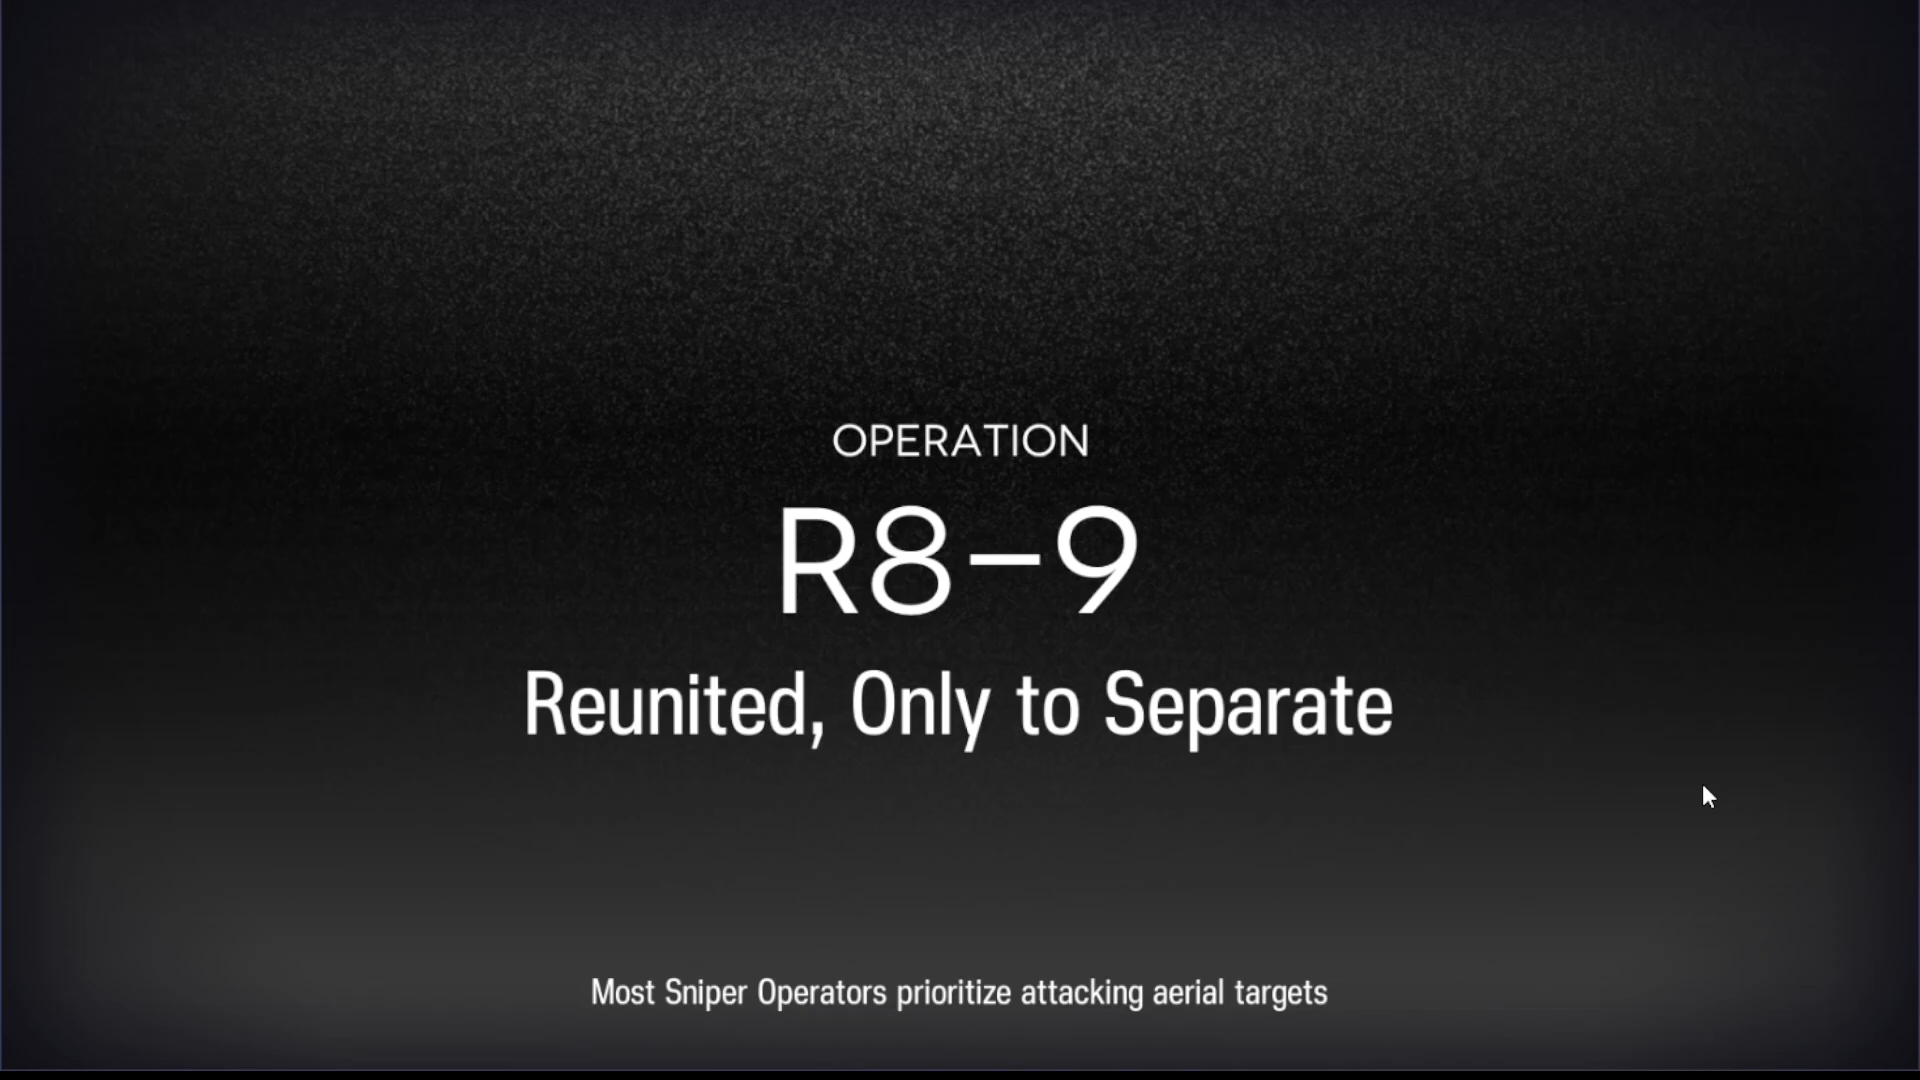 OPERATION
R8-9
Reunited, Only to Separate
Most Sniper Operators prioritize attacking aerial targets